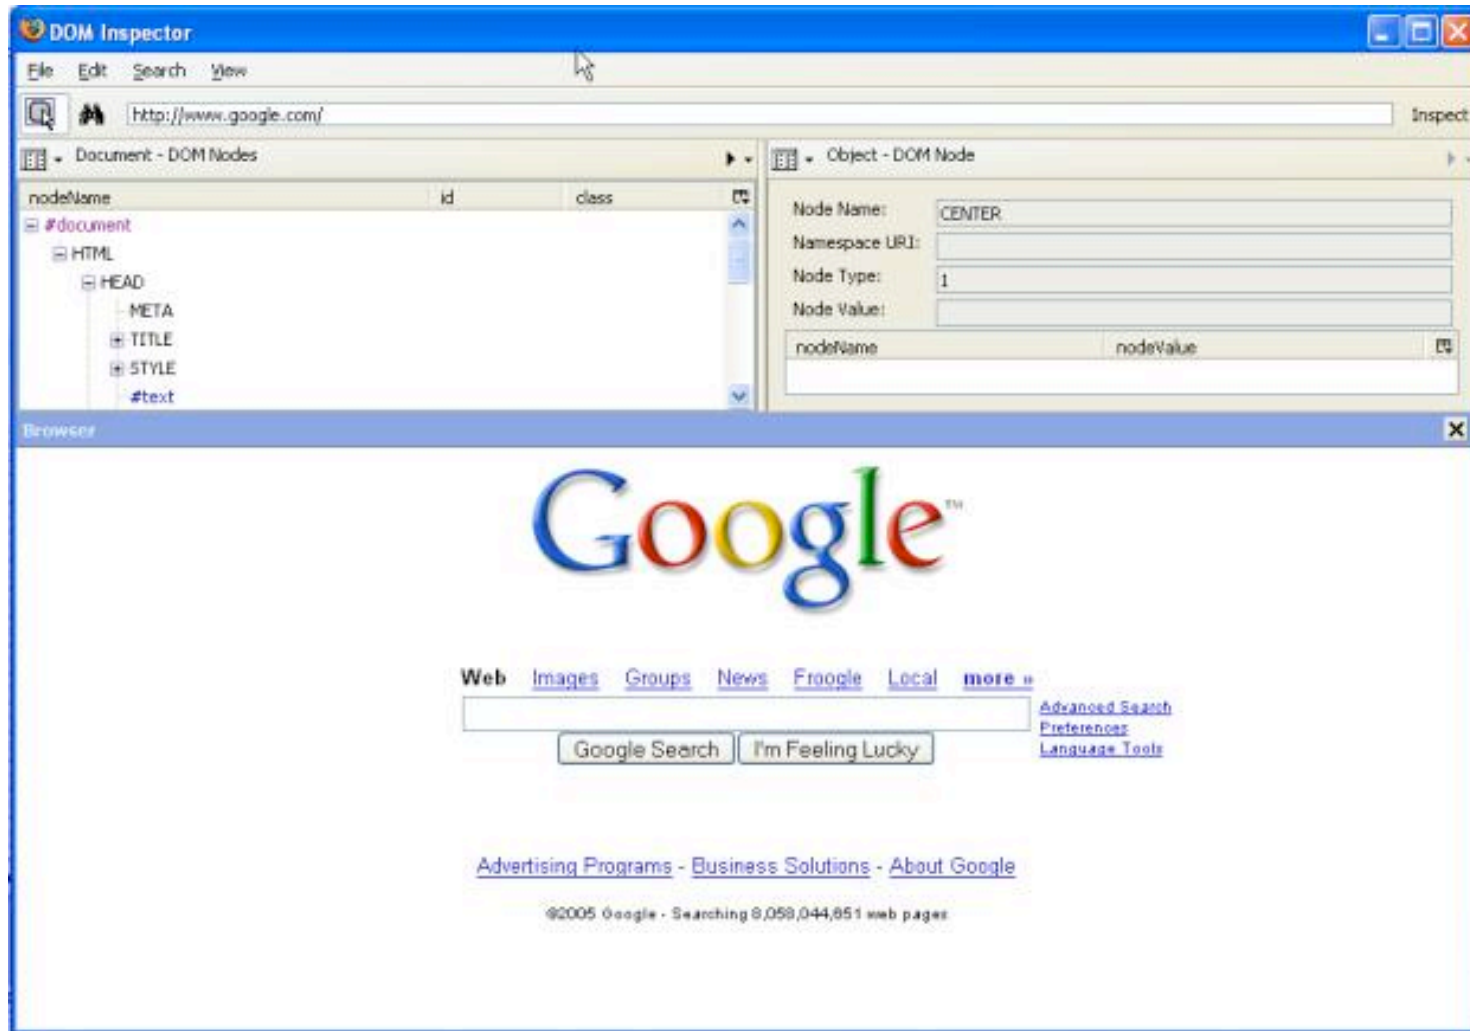 DOM Inspector
File Edit Search View
http://www.google.com/ Inspect
Document - DOM Nodes
nodeName id class
#document
HTML
HEAD
META
TITLE
STYLE
#text
Object - DOM Node
Node Name: CENTER
Namespace URI:
Node Type: 1
Node Value:
nodeName nodeValue
Browser
Google™
Web Images Groups News Froogle Local more »
Advanced Search
Preferences
Language Tools
Google Search I'm Feeling Lucky
Advertising Programs - Business Solutions - About Google
©2005 Google - Searching 8,058,044,651 web pages